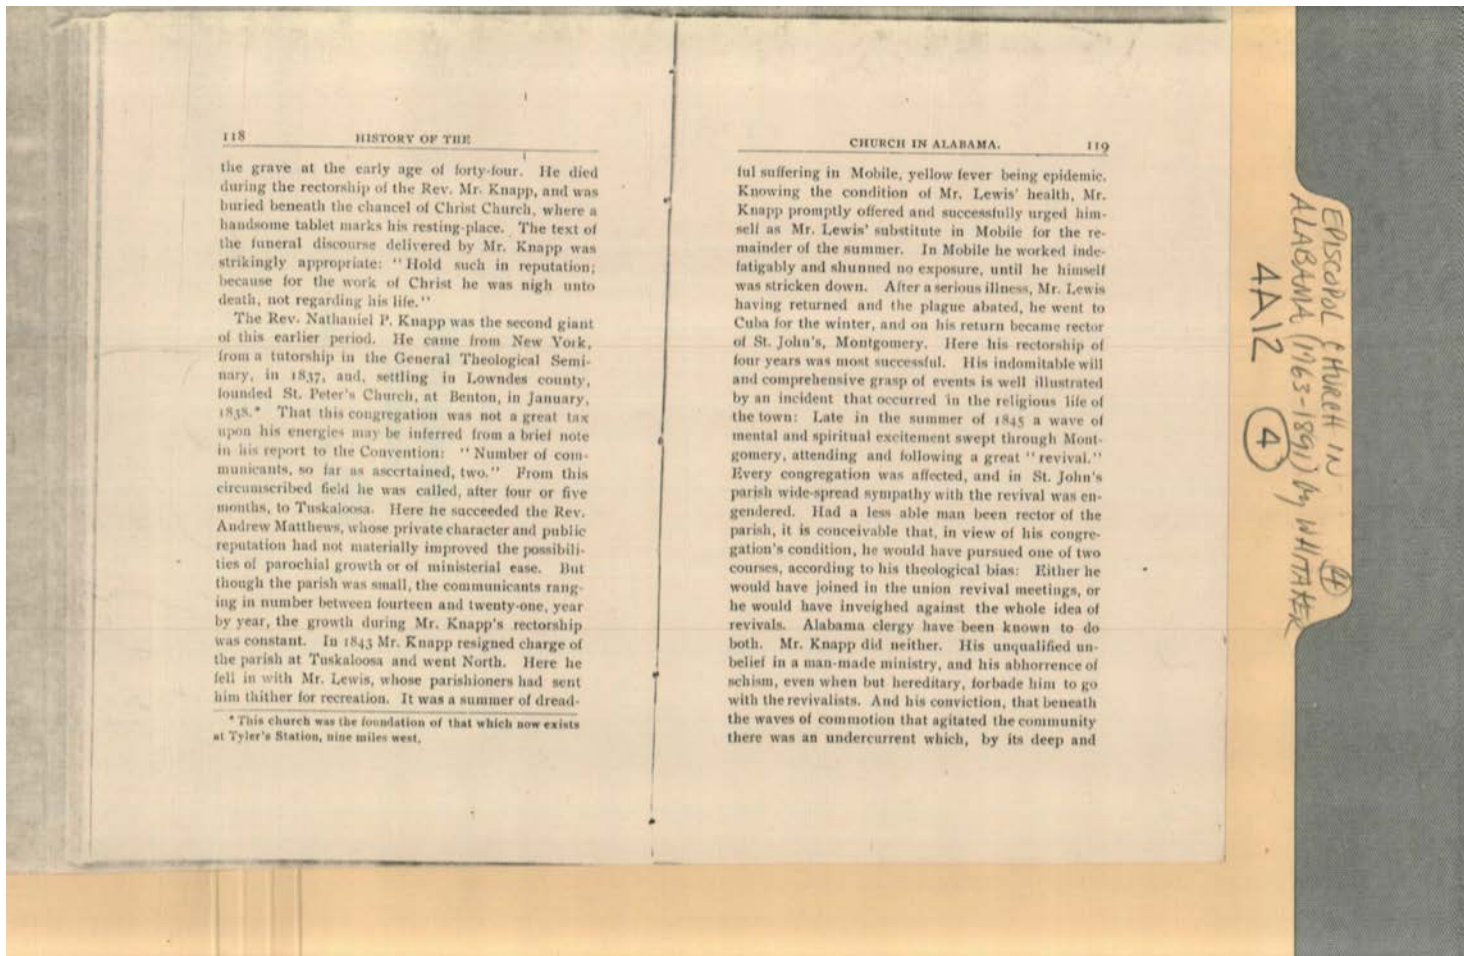 118 HISTORY OF THE
the grave at the early age of forty-four. He died
during the rectorship of the Rev. Mr. Knapp, and was
buried beneath the chancel of Christ Church, where a
handsome tablet marks his resting-place. The text of
the funeral discourse delivered by Mr. Knapp was
strikingly appropriate: "Hold such in reputation;
because for the work of Christ he was nigh unto
death, not regarding his life."
The Rev. Nathaniel P. Knapp was the second giant
of this earlier period. He came from New York,
from a tutorship in the General Theological Semi-
nary, in 1837, and, settling in Lowndes county,
founded St. Peter's Church, at Benton, in January,
1838.* That this congregation was not a great tax
upon his energies may be inferred from a brief note
in his report to the Convention: "Number of com-
municants, so far as ascertained, two." From this
circumscribed field he was called, after four or five
months, to Tuskaloosa. Here he succeeded the Rev.
Andrew Matthews, whose private character and public
reputation had not materially improved the possibili-
ties of parochial growth or of ministerial ease. But
though the parish was small, the communicants rang-
ing in number between fourteen and twenty-one, year
by year, the growth during Mr. Knapp's rectorship
was constant. In 1843 Mr. Knapp resigned charge of
the parish at Tuskaloosa and went North. Here he
fell in with Mr. Lewis, whose parishioners had sent
him thither for recreation. It was a summer of dread-
* This church was the foundation of that which now exists
at Tyler's Station, nine miles west.
CHURCH IN ALABAMA. 119
ful suffering in Mobile, yellow fever being epidemic.
Knowing the condition of Mr. Lewis' health, Mr.
Knapp promptly offered and successfully urged him-
self as Mr. Lewis' substitute in Mobile for the re-
mainder of the summer. In Mobile he worked inde-
fatigably and shunned no exposure, until he himself
was stricken down. After a serious illness, Mr. Lewis
having returned and the plague abated, he went to
Cuba for the winter, and on his return became rector
of St. John's, Montgomery. Here his rectorship of
four years was most successful. His indomitable will
and comprehensive grasp of events is well illustrated
by an incident that occurred in the religious life of
the town: Late in the summer of 1845 a wave of
mental and spiritual excitement swept through Mont-
gomery, attending and following a great "revival."
Every congregation was affected, and in St. John's
parish wide-spread sympathy with the revival was en-
gendered. Had a less able man been rector of the
parish, it is conceivable that, in view of his congre-
gation's condition, he would have pursued one of two
courses, according to his theological bias: Either he
would have joined in the union revival meetings, or
he would have inveighed against the whole idea of
revivals. Alabama clergy have been known to do
both. Mr. Knapp did neither. His unqualified un-
belief in a man-made ministry, and his abhorrence of
schism, even when but hereditary, forbade him to go
with the revivalists. And his conviction, that beneath
the waves of commotion that agitated the community
there was an undercurrent which, by its deep and
EPISCOPOL CHURCH IN
ALABAMA (1763-1891) by WHITAKER
4A12 4